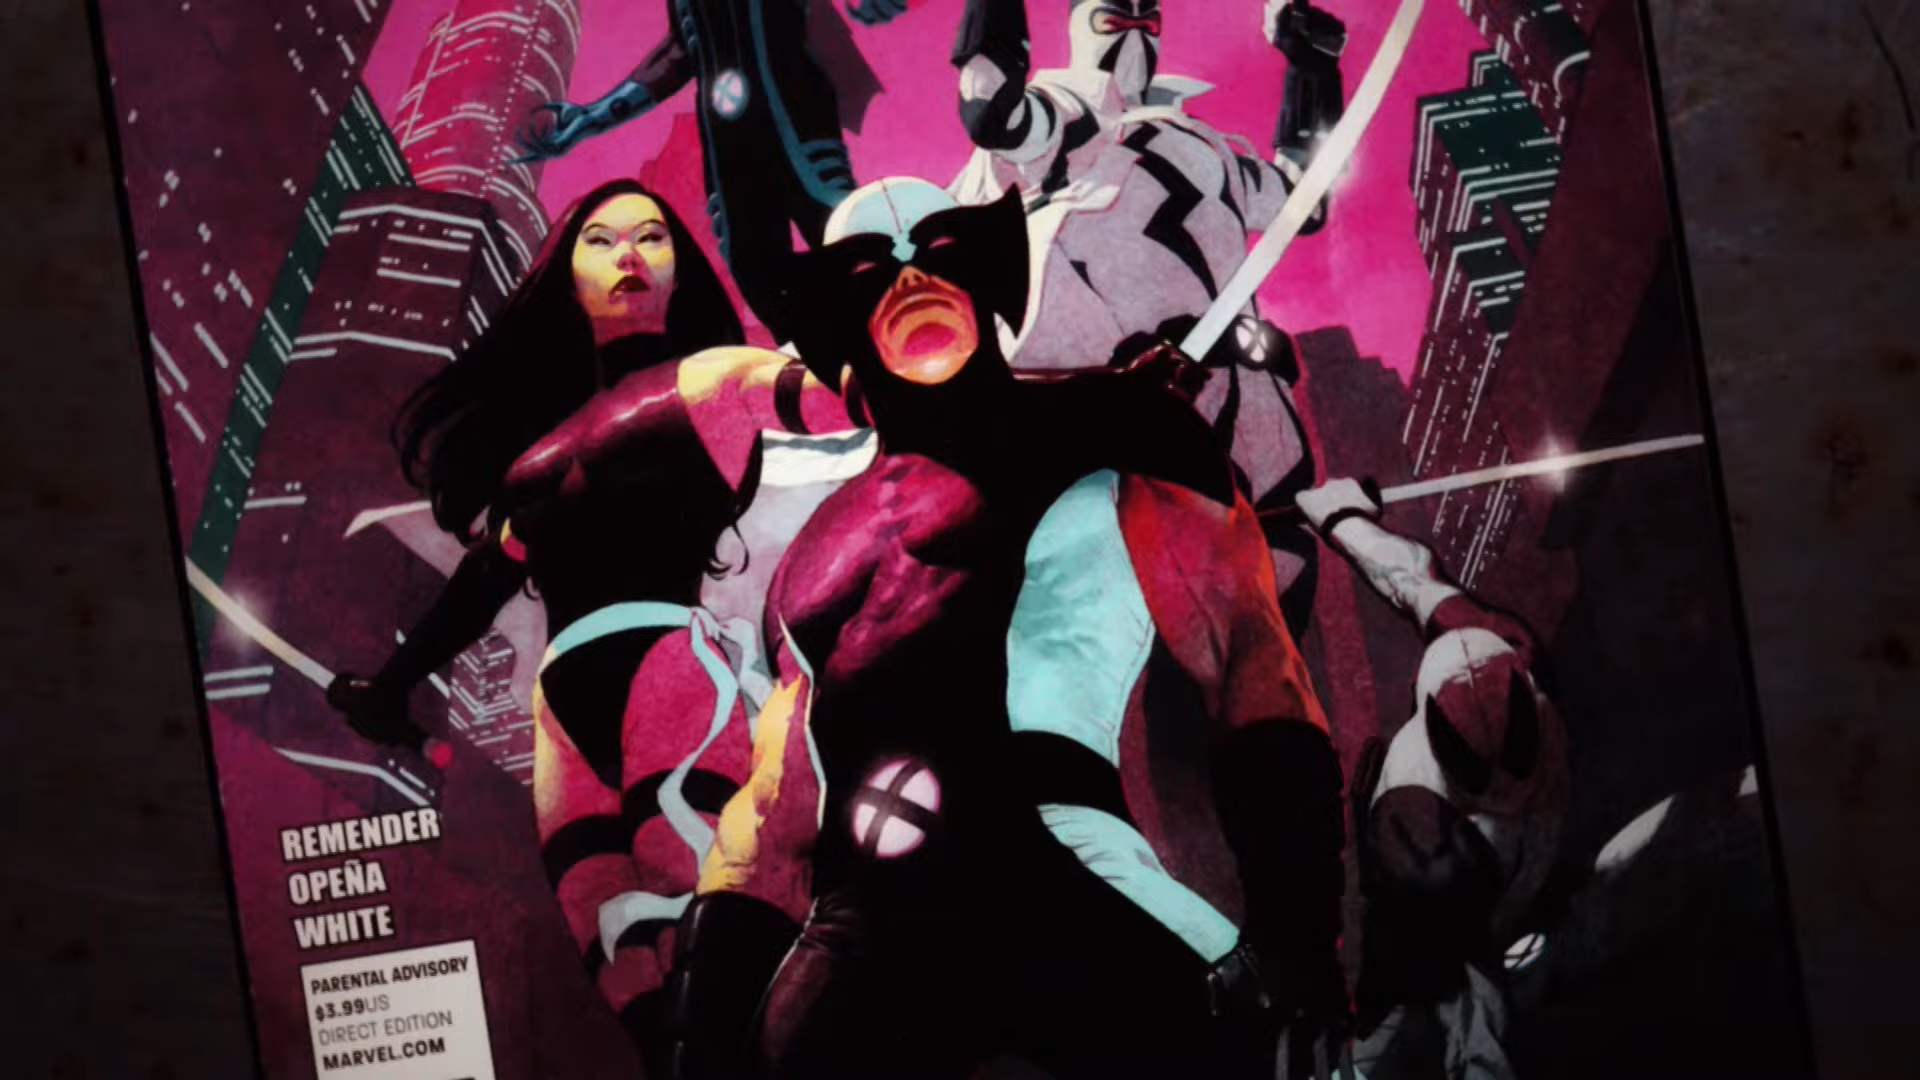 REMENDER
OPEÑA
WHITE
PARENTAL ADVISORY
$3.99US
DIRECT EDITION
MARVEL.COM